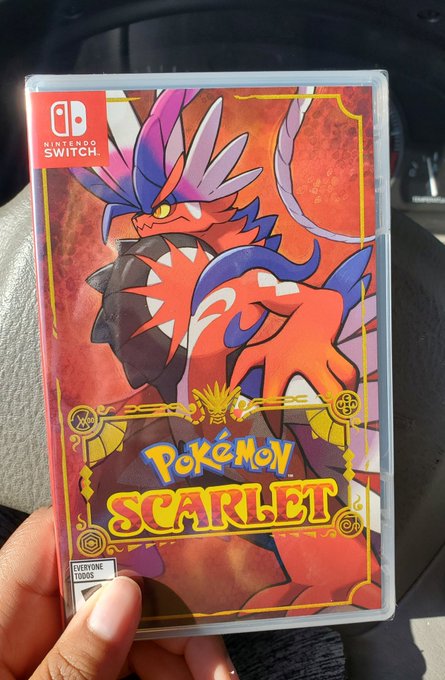 NINTENDO
SWITCH
POKéMON
SCARLET
EVERYONE
TODOS